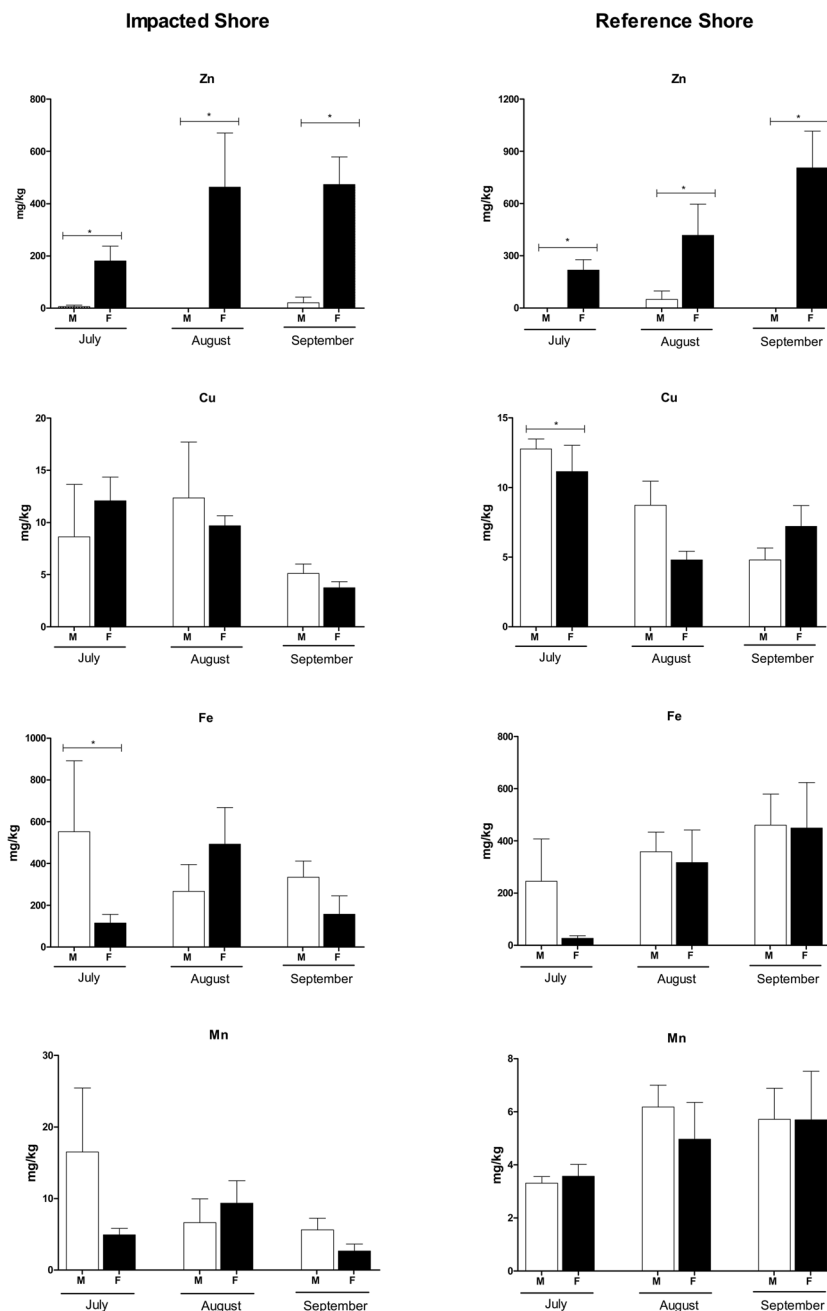 Impacted Shore
Reference Shore
Zn
800
600
400
200
0
mg/kg
*
*
*
M F M F M F
July August September
Zn
1200
900
600
300
0
mg/kg
*
*
*
M F M F M F
July August September
Cu
20
15
10
5
0
mg/kg
M F M F M F
July August September
Cu
15
10
5
0
mg/kg
*
M F M F M F
July August September
Fe
1000
800
600
400
200
0
mg/kg
*
M F M F M F
July August September
Fe
800
600
400
200
0
mg/kg
M F M F M F
July August September
Mn
30
20
10
0
mg/kg
M F M F M F
July August September
Mn
8
6
4
2
0
mg/kg
M F M F M F
July August September